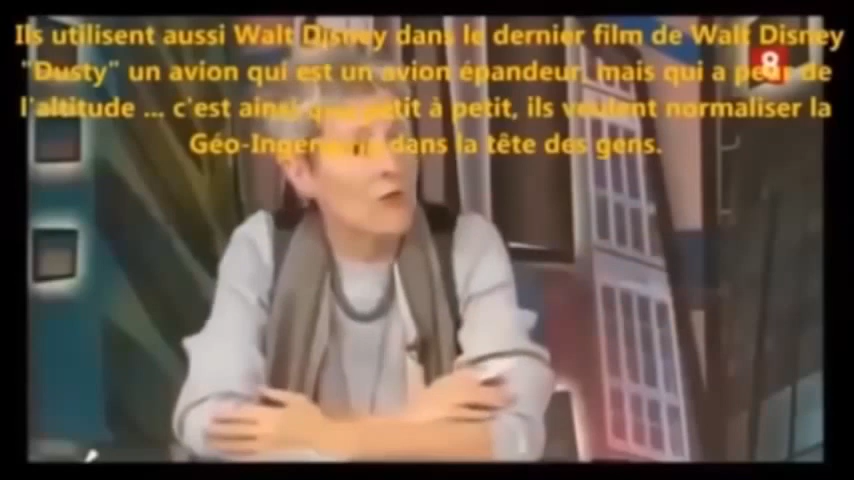 Ils utilisent aussi Walt Disney dans le dernier film de Walt Disney
"Dusty" un avion qui est un avion épandeur, mais qui a peur de
l'altitude ... c'est ainsi que petit à petit, ils veulent normaliser la
Géo-Ingenierie dans la tête des gens.
8